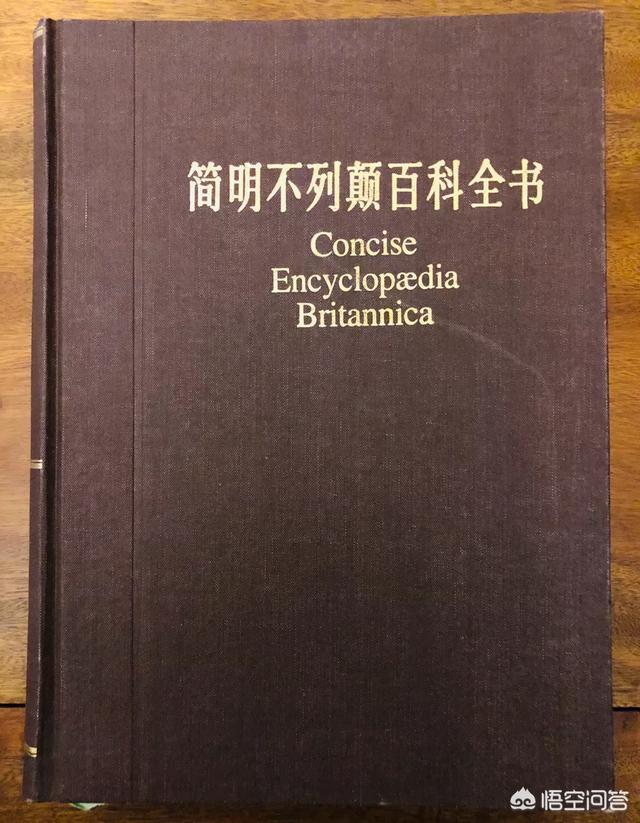 简明不列颠百科全书
Concise
Encyclopædia
Britannica
悟空问答